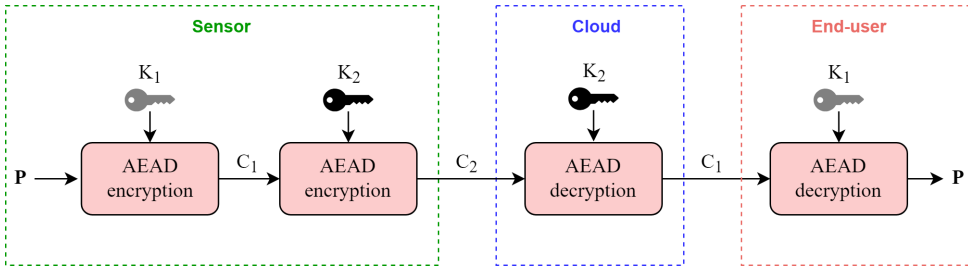 Sensor
Cloud
End-user
K₁
K₂
K₂
K₁
P
AEAD
encryption
C₁
AEAD
encryption
C₂
AEAD
decryption
C₁
AEAD
decryption
P